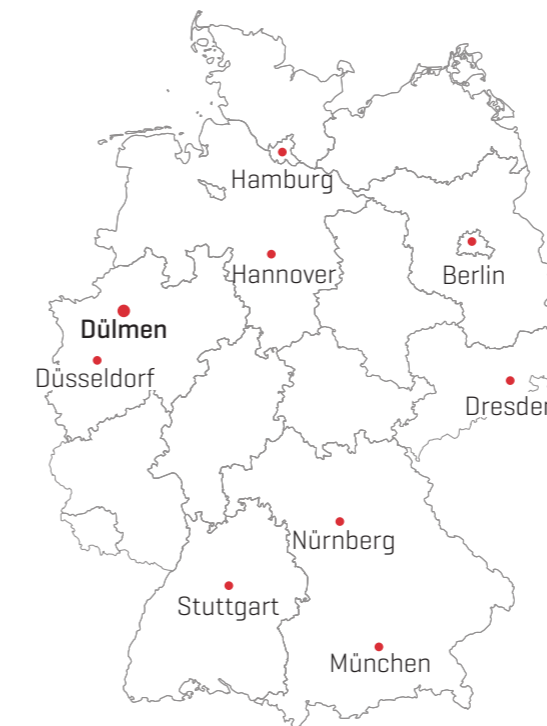 Hamburg
Hannover
Berlin
Dülmen
Düsseldorf
Dresden
Nürnberg
Stuttgart
München